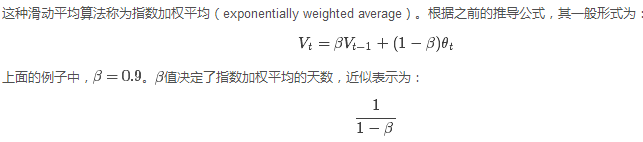 这种滑动平均算法称为指数加权平均（exponentially weighted average）。根据之前的推导公式，其一般形式为：
V_t = βV_{t−1} + (1 − β)θ_t
上面的例子中，β = 0.9。β值决定了指数加权平均的天数，近似表示为：
1
1 − β